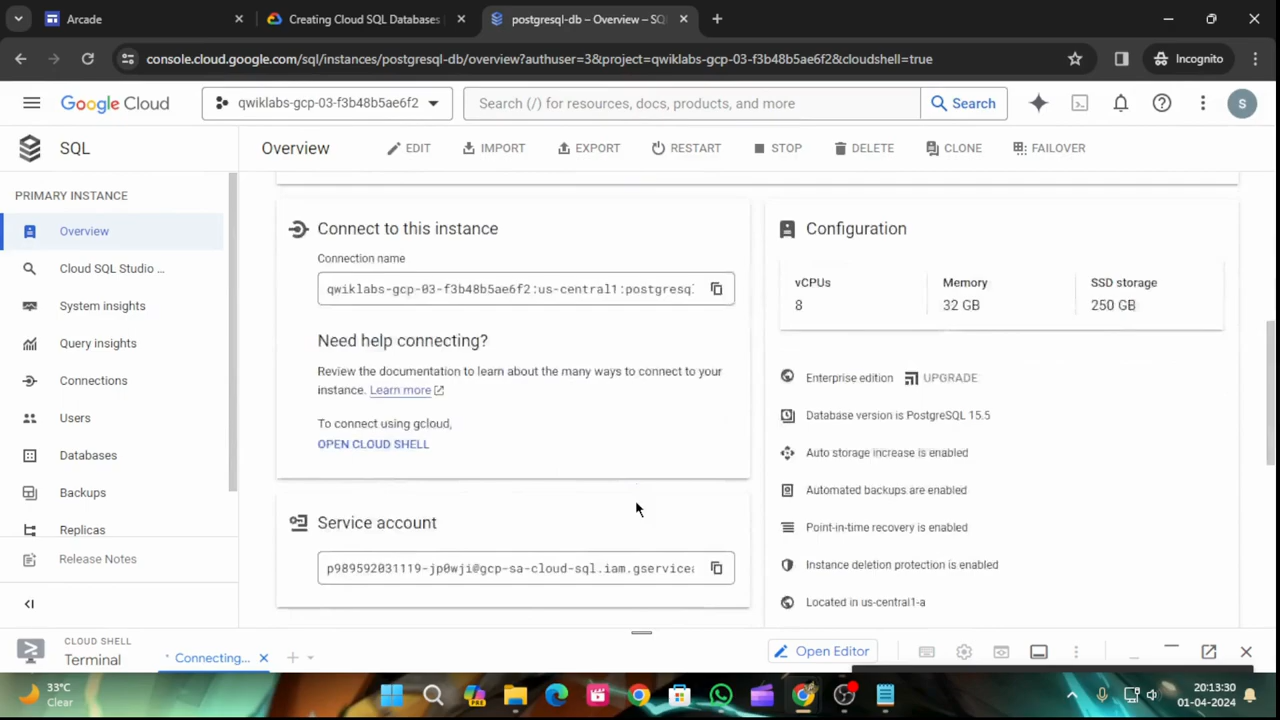 Arcade
Creating Cloud SQL Databases
postgresql-db – Overview – SQ
console.cloud.google.com/sql/instances/postgresql-db/overview?authuser=3&project=qwiklabs-gcp-03-f3b48b5ae6f2&cloudshell=true
Incognito
Google Cloud
qwiklabs-gcp-03-f3b48b5ae6f2
Search (/) for resources, docs, products, and more
Search
S
SQL
Overview
EDIT
IMPORT
EXPORT
RESTART
STOP
DELETE
CLONE
FAILOVER
PRIMARY INSTANCE
Overview
Cloud SQL Studio ...
System insights
Query insights
Connections
Users
Databases
Backups
Replicas
Release Notes
Connect to this instance
Connection name
qwiklabs-gcp-03-f3b48b5ae6f2:us-central1:postgresql
Need help connecting?
Review the documentation to learn about the many ways to connect to your
instance. Learn more
To connect using gcloud,
OPEN CLOUD SHELL
Service account
p989592031119-jp0wji@gcp-sa-cloud-sql.iam.gservicea
Configuration
vCPUs
8
Memory
32 GB
SSD storage
250 GB
Enterprise edition UPGRADE
Database version is PostgreSQL 15.5
Auto storage increase is enabled
Automated backups are enabled
Point-in-time recovery is enabled
Instance deletion protection is enabled
Located in us-central1-a
CLOUD SHELL
Terminal
Connecting...
Open Editor
33°C
Clear
PRE
20:13:30
01-04-2024